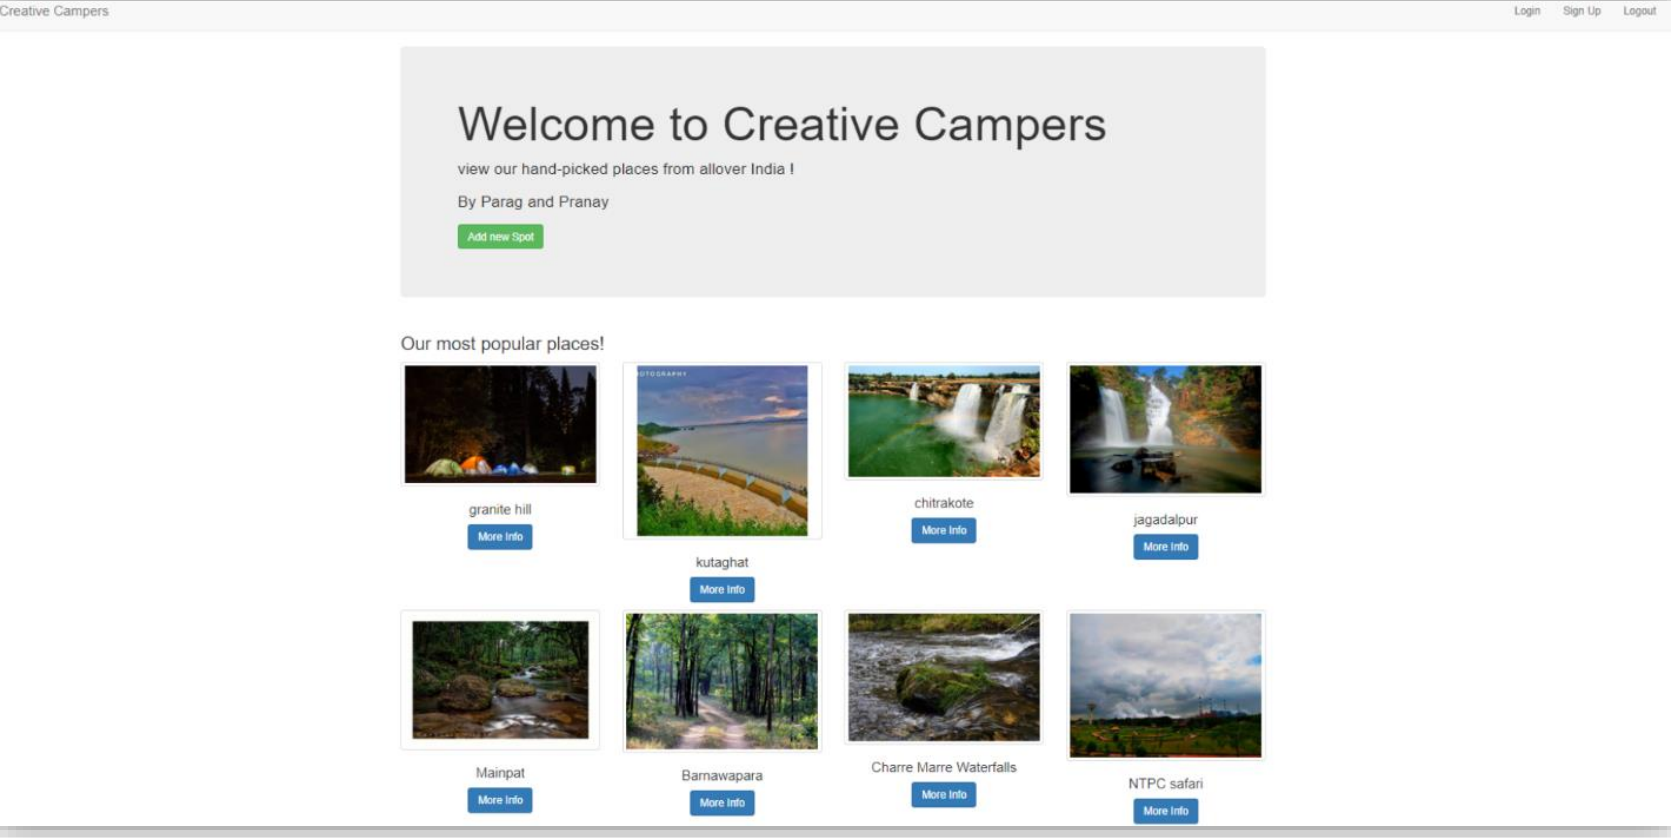 Creative Campers
Login Sign Up Logout
Welcome to Creative Campers
view our hand-picked places from allover India !
By Parag and Pranay
Add new Spot
Our most popular places!
OTOGRAPHY
granite hill
More Info
kutaghat
More Info
chitrakote
More Info
jagadalpur
More Info
Mainpat
More Info
Barnawapara
More Info
Charre Marre Waterfalls
More Info
NTPC safari
More Info